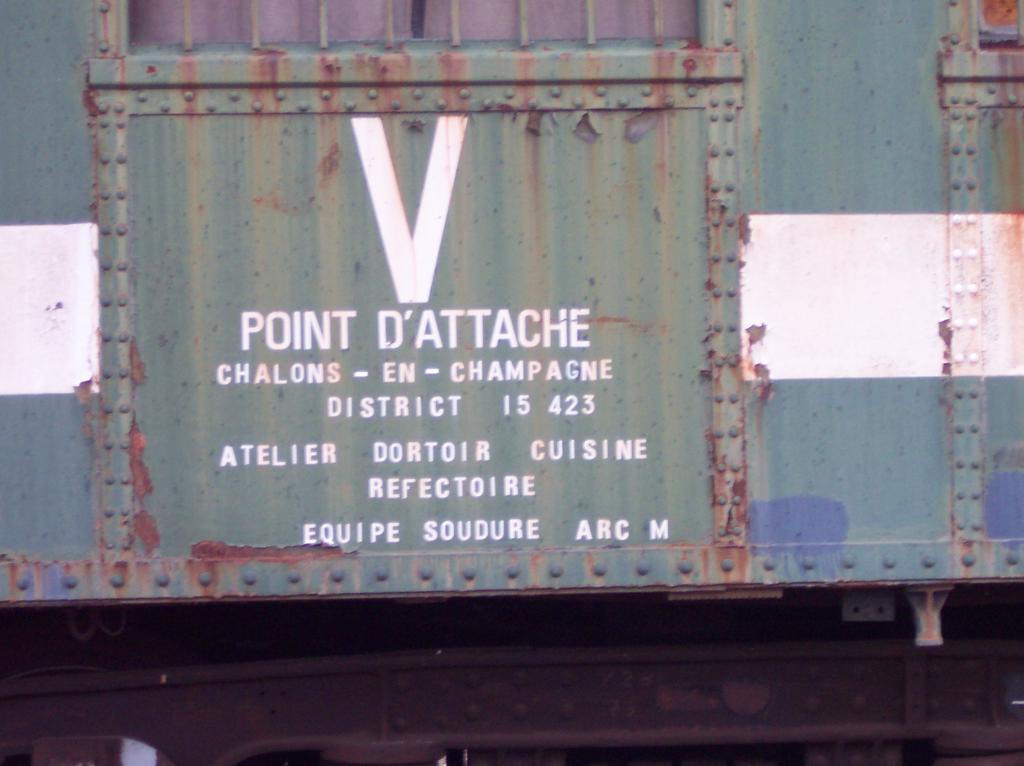 V
POINT D'ATTACHE
CHALONS - EN - CHAMPAGNE
DISTRICT 15 423
ATELIER DORTOIR CUISINE
REFECTOIRE
EQUIPE SOUDURE ARC M